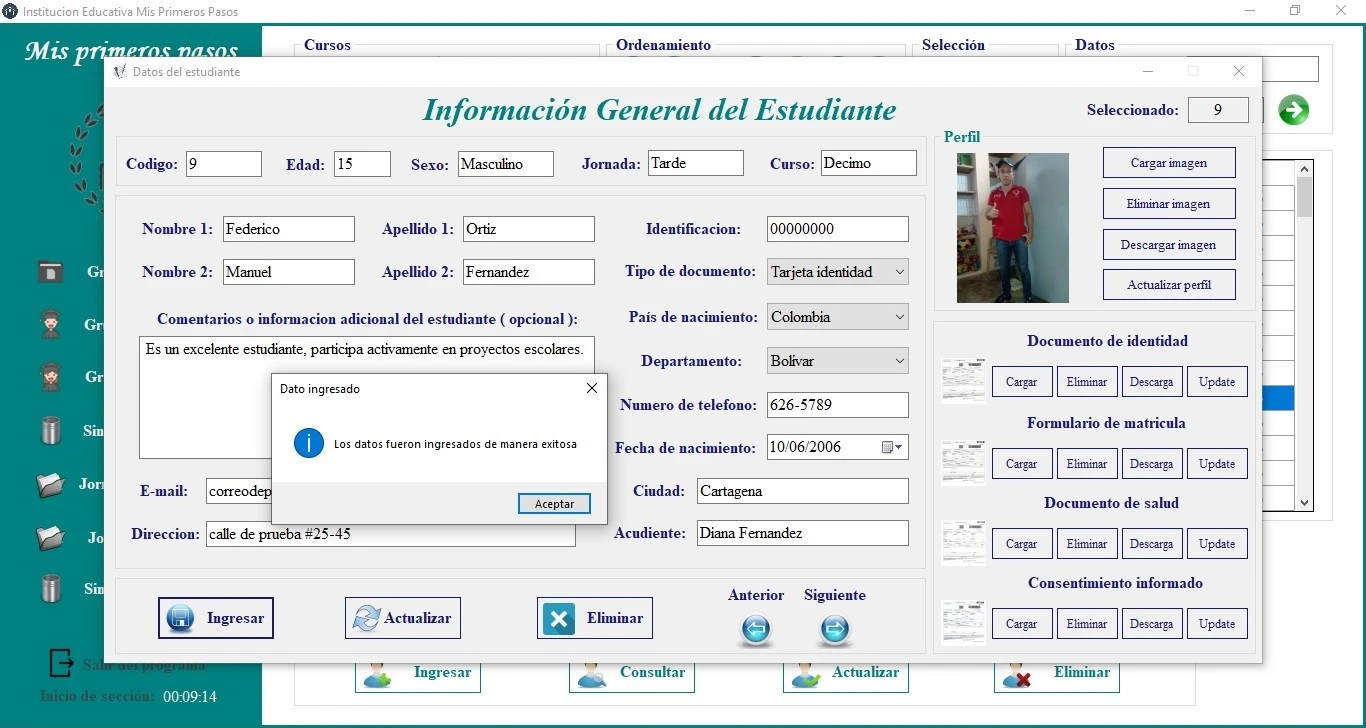 Institucion Educativa Mis Primeros Pasos
Mis primeros pasos
Cursos
Ordenamiento
Selección
Datos
Datos del estudiante
Información General del Estudiante
Seleccionado: 9
Codigo: 9
Edad: 15
Sexo: Masculino
Jornada: Tarde
Curso: Decimo
Perfil
Cargar imagen
Eliminar imagen
Descargar imagen
Actualizar perfil
Nombre 1: Federico
Apellido 1: Ortiz
Identificacion: 00000000
Nombre 2: Manuel
Apellido 2: Fernandez
Tipo de documento: Tarjeta identidad
Comentarios o informacion adicional del estudiante ( opcional ):
Es un excelente estudiante, participa activamente en proyectos escolares.
País de nacimiento: Colombia
Departamento: Bolivar
Numero de telefono: 626-5789
Fecha de nacimiento: 10/06/2006
Dato ingresado
Los datos fueron ingresados de manera exitosa
Aceptar
E-mail: correodep
Ciudad: Cartagena
Direccion: calle de prueba #25-45
Acudiente: Diana Fernandez
Documento de identidad
Cargar Eliminar Descarga Update
Formulario de matricula
Cargar Eliminar Descarga Update
Documento de salud
Cargar Eliminar Descarga Update
Consentimiento informado
Cargar Eliminar Descarga Update
Ingresar
Actualizar
Eliminar
Anterior
Siguiente
Gr
Gr
Gr
Sim
Jorn
Jo
Sim
Salir del programa
Inicio de sección: 00:09:14
Ingresar
Consultar
Actualizar
Eliminar